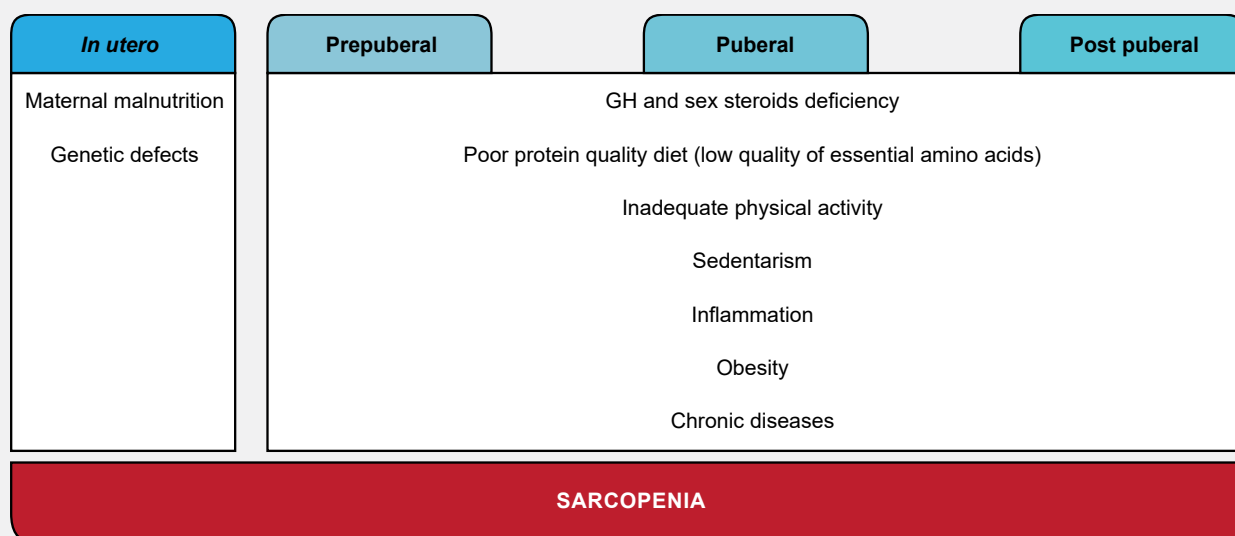 In utero
Prepuberal
Puberal
Post puberal
Maternal malnutrition
Genetic defects
GH and sex steroids deficiency
Poor protein quality diet (low quality of essential amino acids)
Inadequate physical activity
Sedentarism
Inflammation
Obesity
Chronic diseases
SARCOPENIA